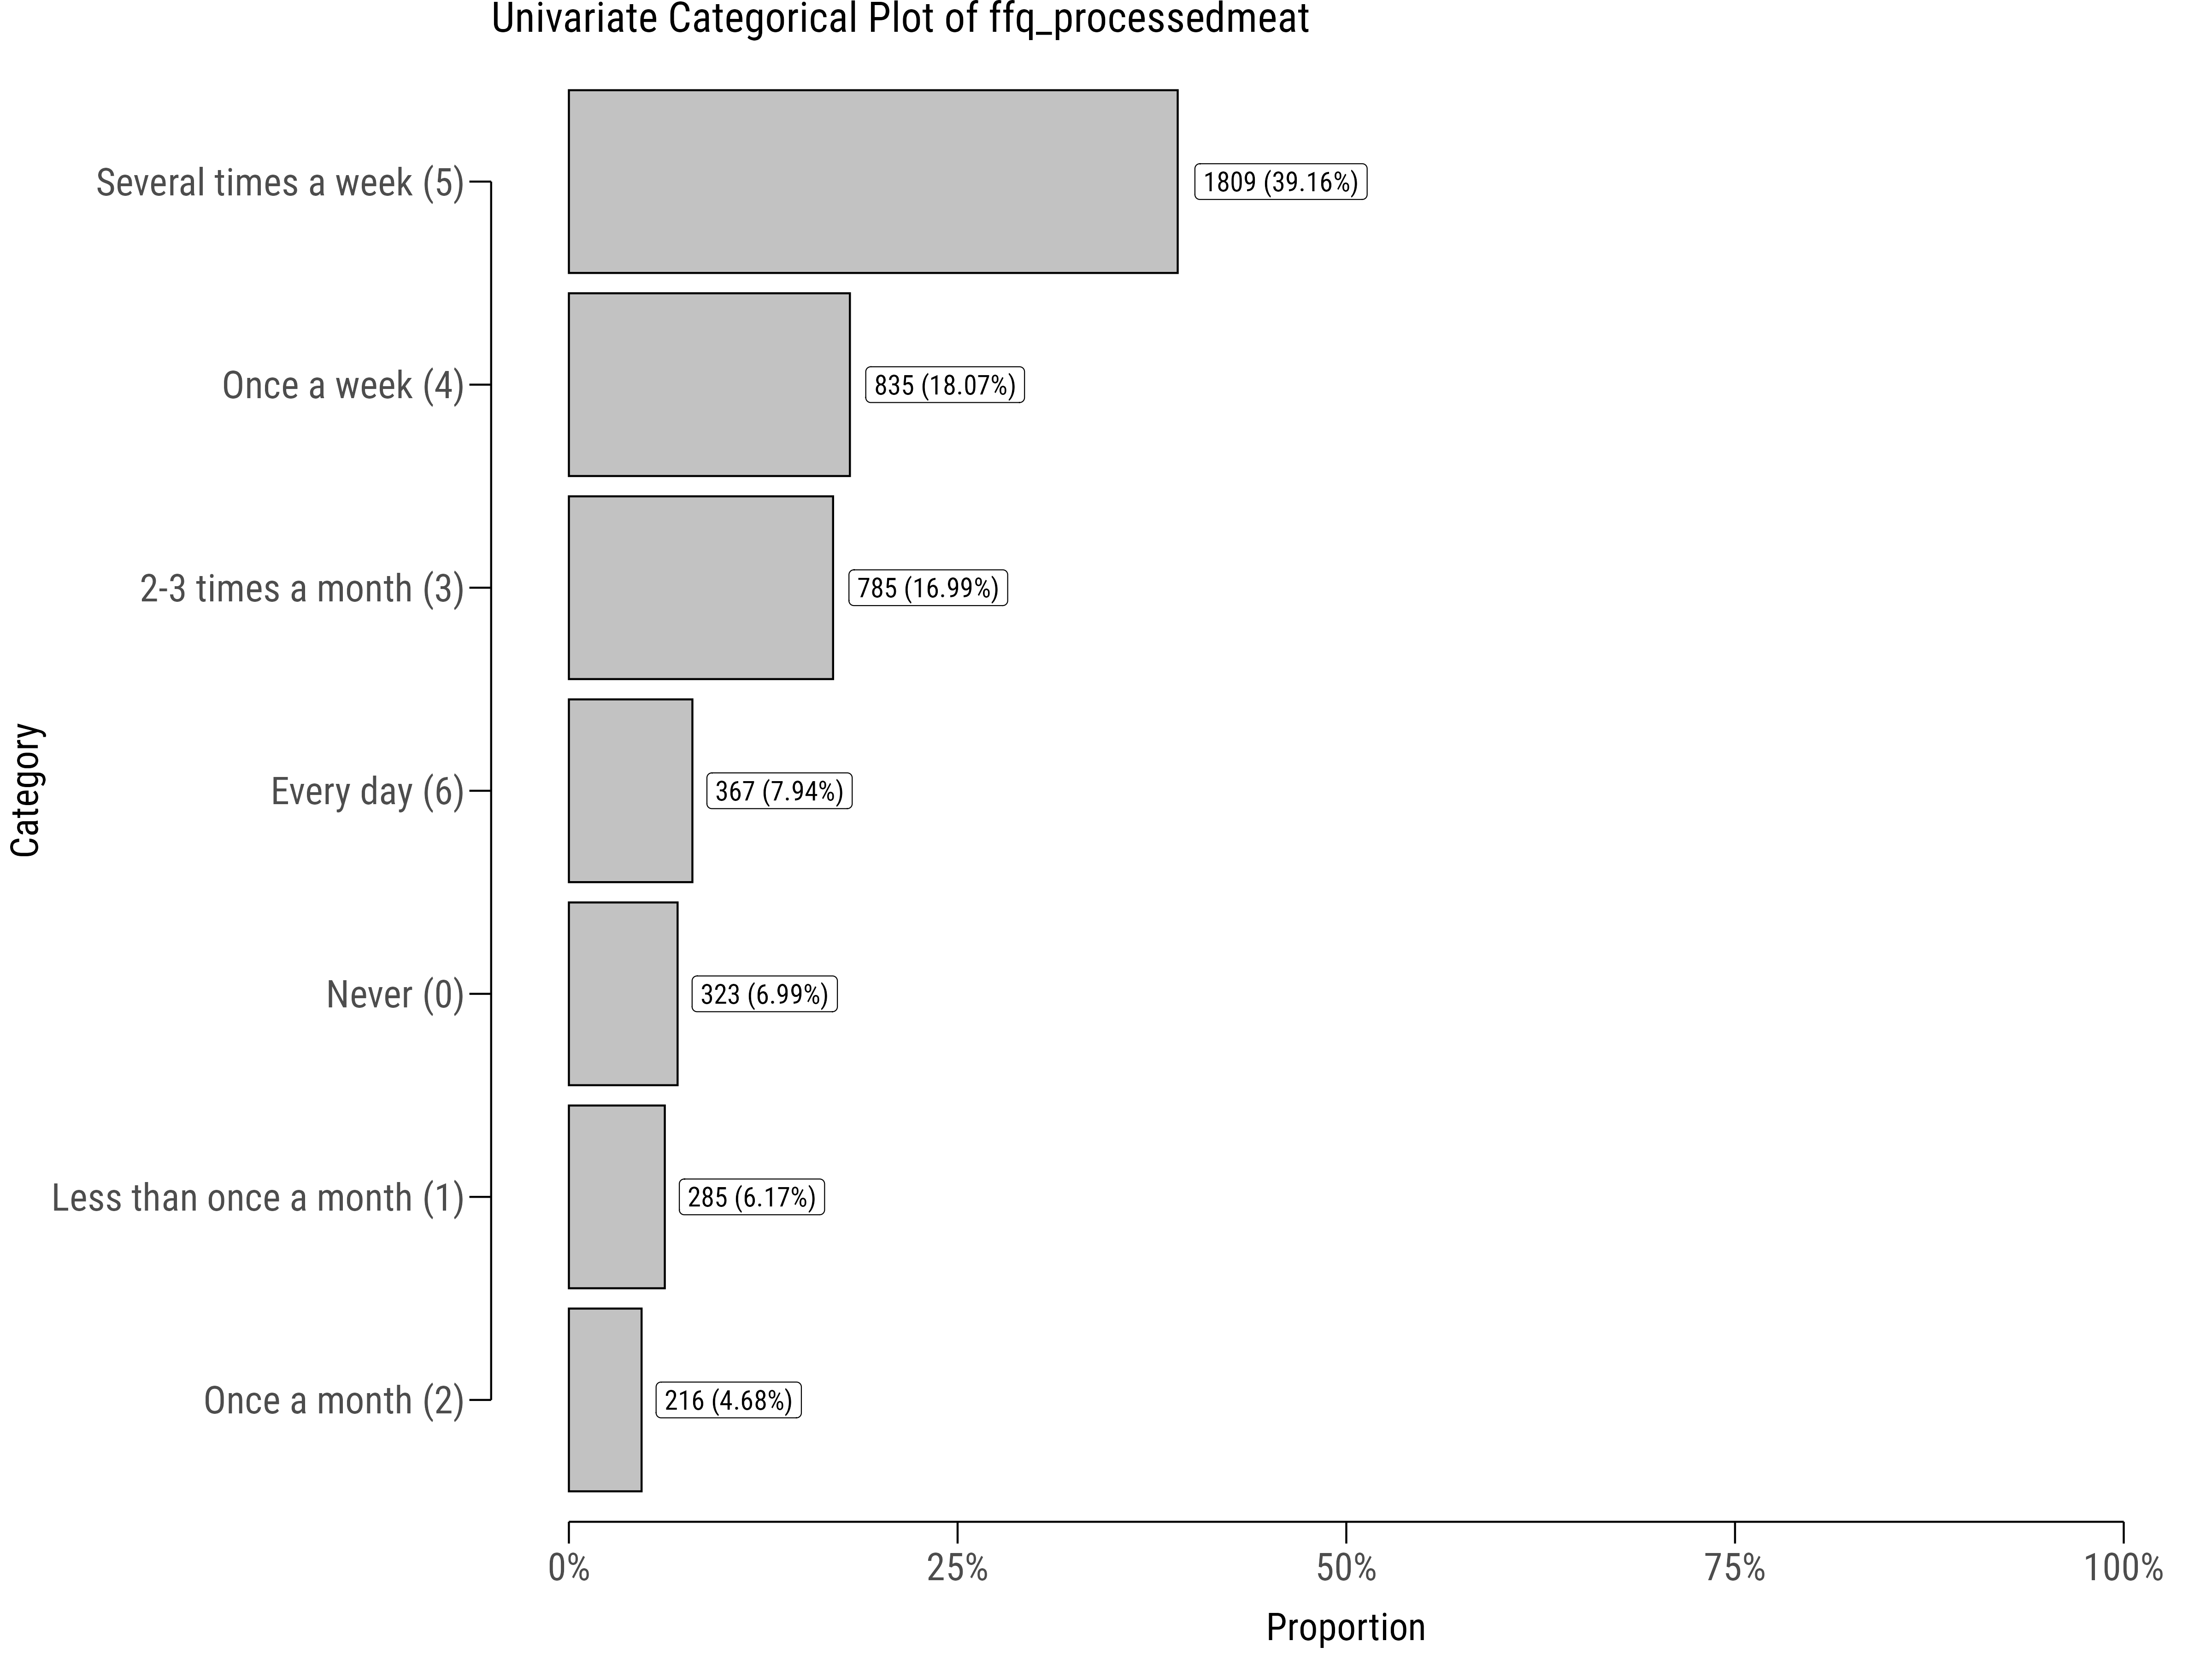 Univariate Categorical Plot of ffq_processedmeat
Several times a week (5)
1809 (39.16%)
Once a week (4)
835 (18.07%)
2-3 times a month (3)
785 (16.99%)
Every day (6)
367 (7.94%)
Never (0)
323 (6.99%)
Less than once a month (1)
285 (6.17%)
Once a month (2)
216 (4.68%)
Category
0%
25%
50%
75%
100%
Proportion